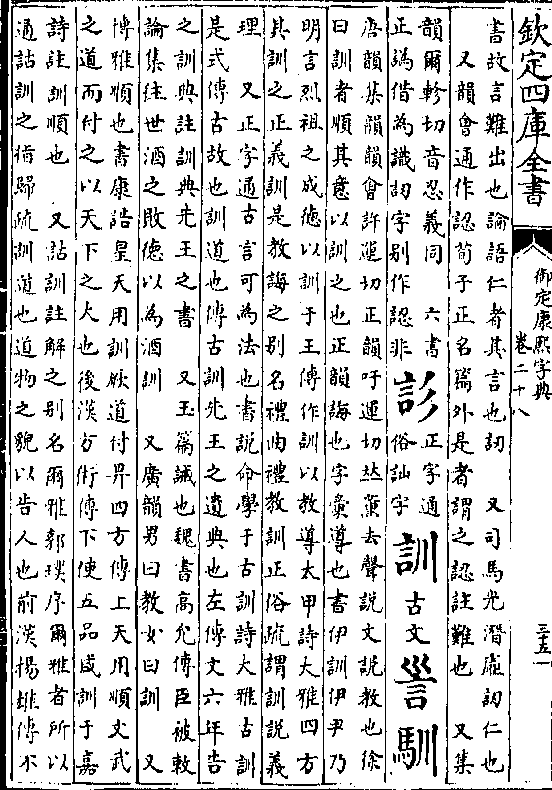 欽定四庫全書
御定康熙字典
卷二十八
書故言難出也論語仁者其言也訒 又司馬光潛虛訒仁也
又韻會通作認荀子正名篇外是者謂之認註難也 又集
韻爾軫切音忍義同 六書
正譌借為識訒字别作認非
䚲
正字通
俗訕字
訓
古文
馴
唐韻集韻韻會許運切正韻吁運切𠀤薰去聲說文說教也徐
曰訓者順其意以訓之也正韻誨也字彙導也書伊訓伊尹乃
明言烈祖之成德以訓于王傳作訓以教導太甲詩大雅四方
其訓之正義訓是教誨之别名禮曲禮教訓正俗疏謂訓說義
理 又正字通古言可為法也書說命學于古訓詩大雅古訓
是式傳古故也訓道也傳古訓先王之遺典也左傳文六年告
之訓典註訓典先王之書 又玉篇誡也魏書高允傳臣被敕
論集往世酒之敗德以為酒訓 又廣韻男曰教女曰訓 又
博雅順也書康誥皇天用訓厥道付畀四方傳上天用順文武
之道而付之以天下之大也後漢方術傳下使五品咸訓于嘉
詩註訓順也 又詁訓註解之别名爾雅郭璞序爾雅者所以
通詁訓之指歸疏訓道也道物之貌以告人也前漢揚雄傳不